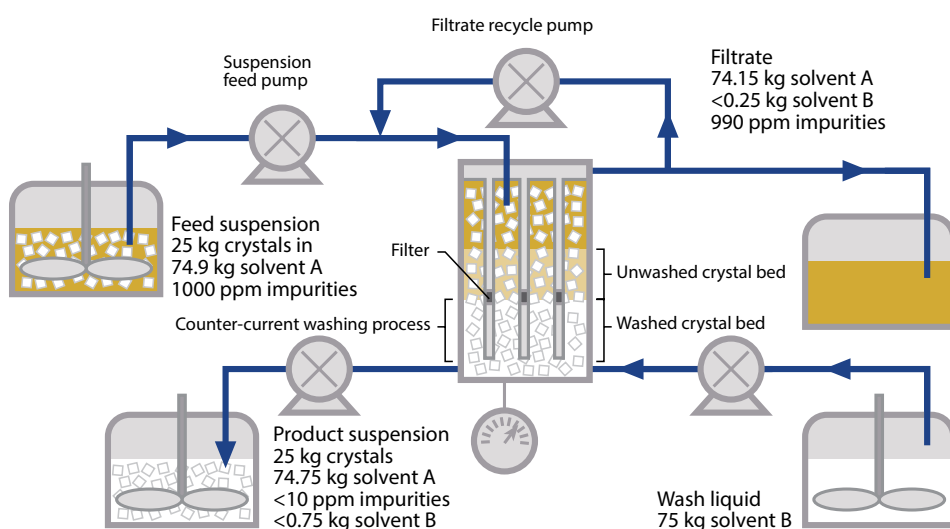 Filtrate recycle pump
Suspension
feed pump
Filtrate
74.15 kg solvent A
<0.25 kg solvent B
990 ppm impurities
Feed suspension
25 kg crystals in
74.9 kg solvent A
1000 ppm impurities
Filter
Unwashed crystal bed
Counter-current washing process
Washed crystal bed
Product suspension
25 kg crystals
74.75 kg solvent A
<10 ppm impurities
<0.75 kg solvent B
Wash liquid
75 kg solvent B